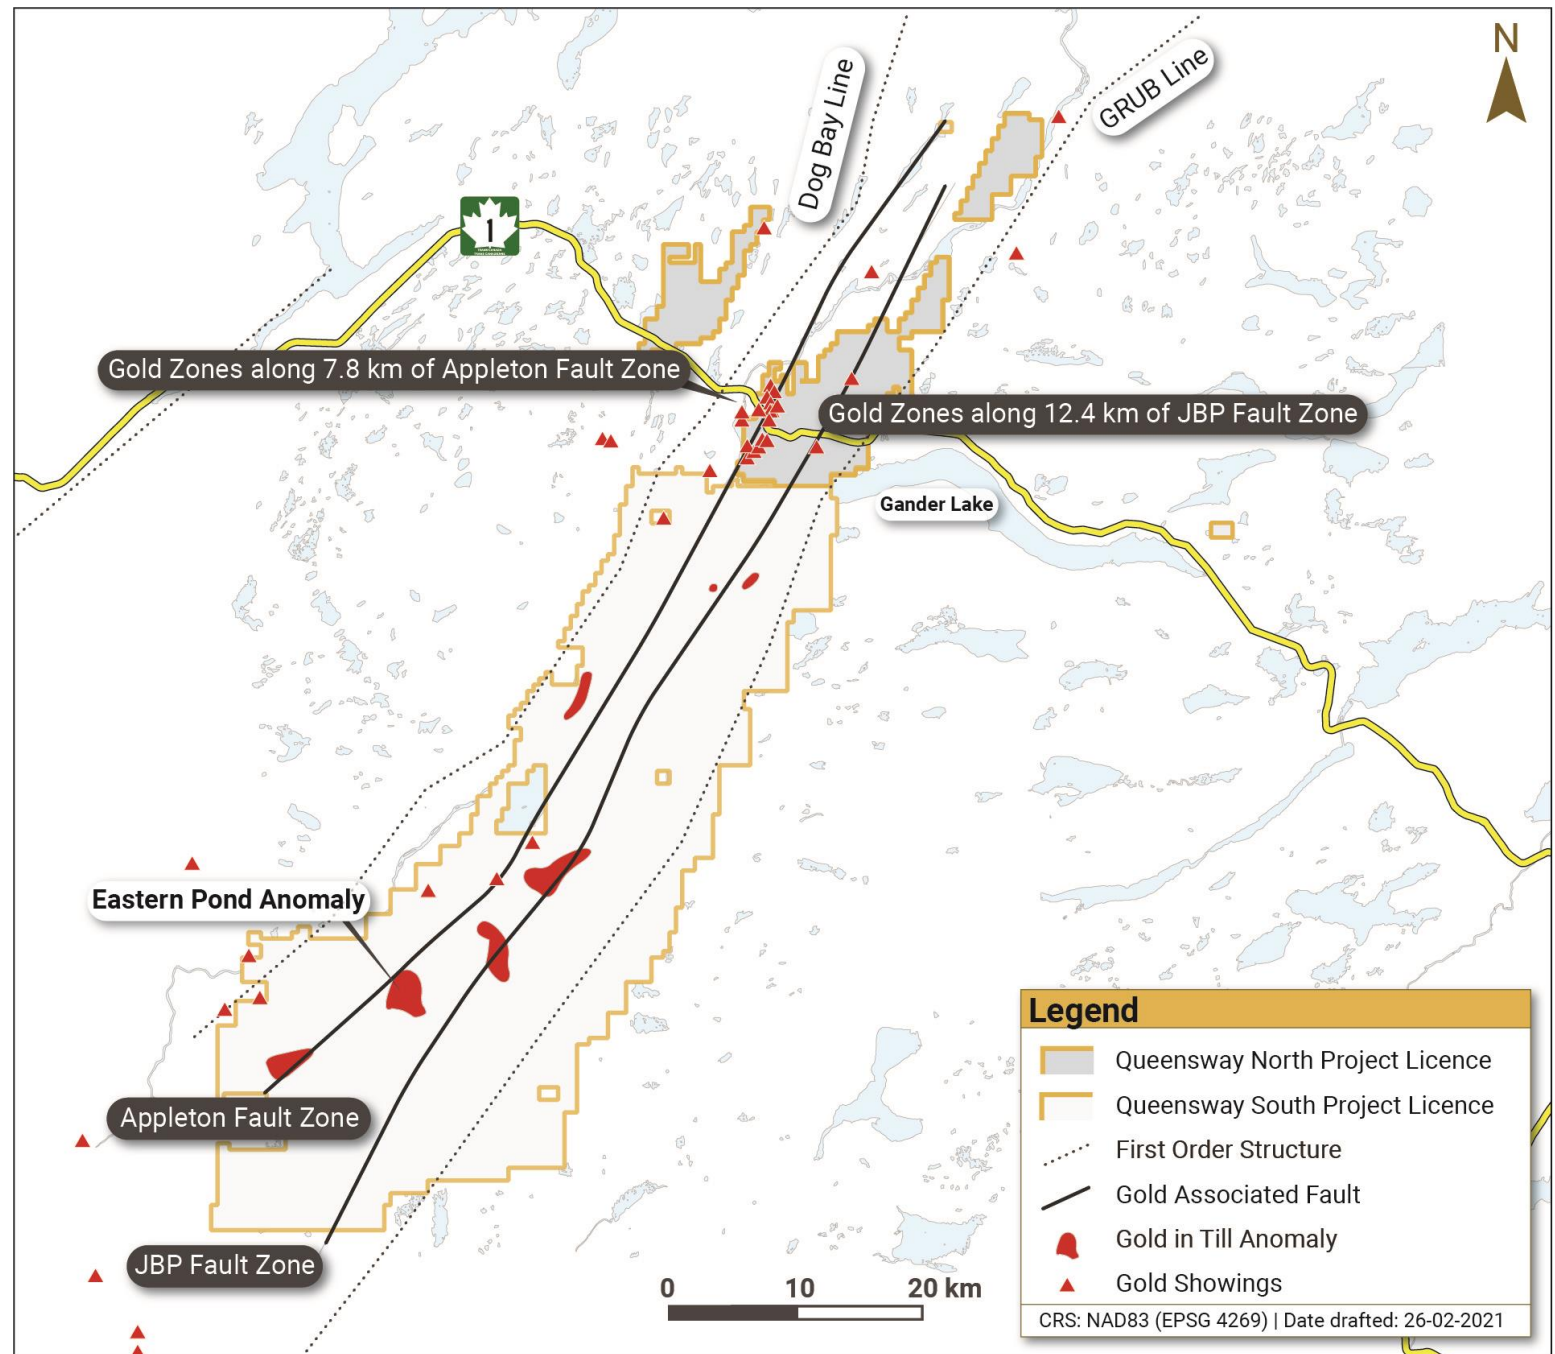 N
Dog Bay Line
GRUB Line
1
Gold Zones along 7.8 km of Appleton Fault Zone
Gold Zones along 12.4 km of JBP Fault Zone
Gander Lake
Eastern Pond Anomaly
Appleton Fault Zone
JBP Fault Zone
0 10 20 km
Legend
Queensway North Project Licence
Queensway South Project Licence
First Order Structure
Gold Associated Fault
Gold in Till Anomaly
Gold Showings
CRS: NAD83 (EPSG 4269) | Date drafted: 26-02-2021